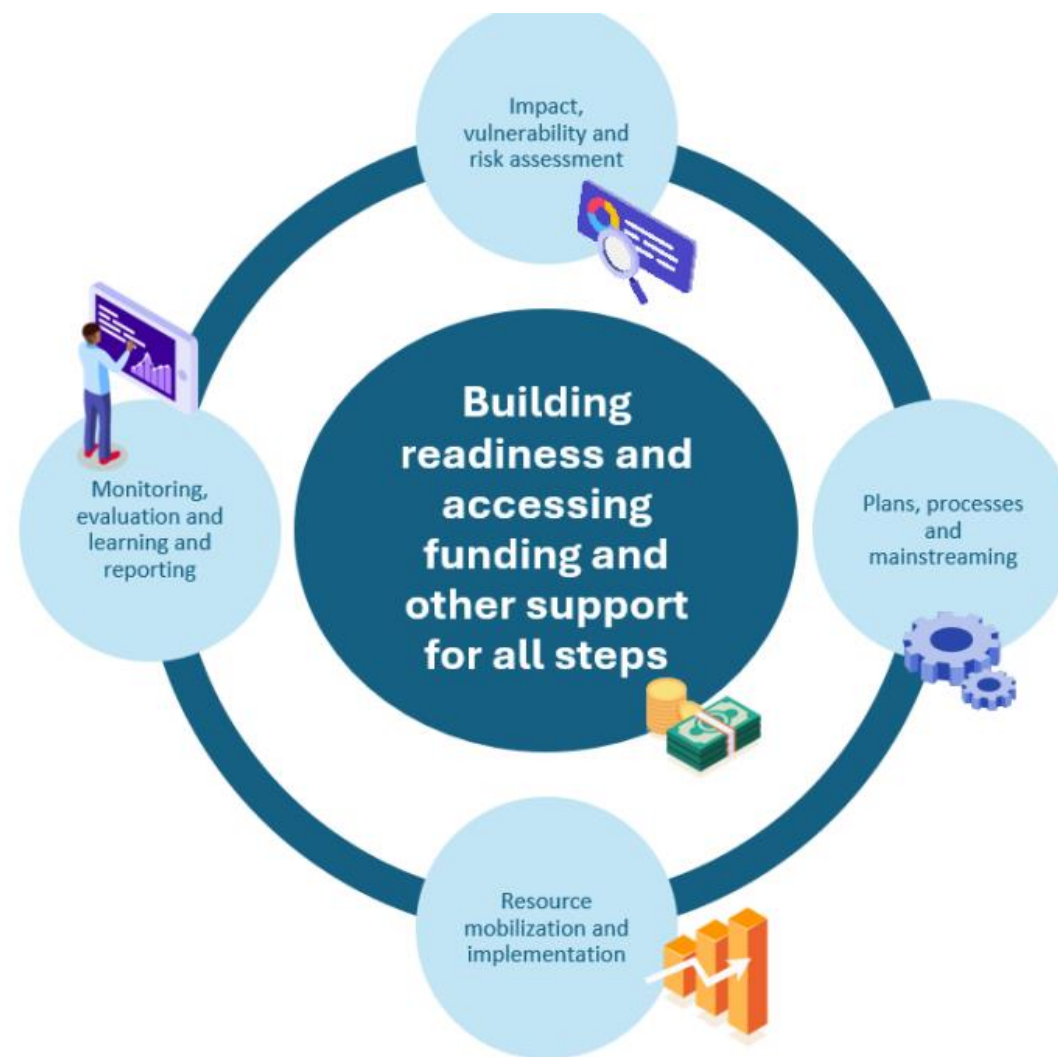 Impact,
vulnerability and
risk assessment
Building
readiness and
accessing
funding and
other support
for all steps
Monitoring,
evaluation and
learning and
reporting
Plans, processes
and
mainstreaming
Resource
mobilization and
implementation